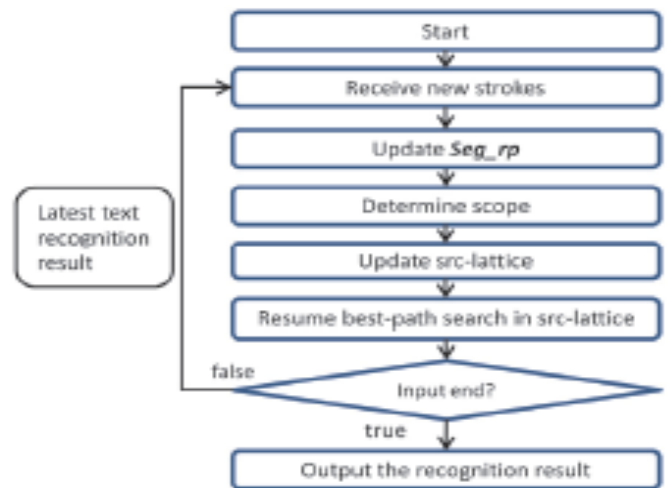 Start
Receive new strokes
Update Seg_rp
Determine scope
Latest text
recognition
result
Update src-lattice
Resume best-path search in src-lattice
false
Input end?
true
Output the recognition result